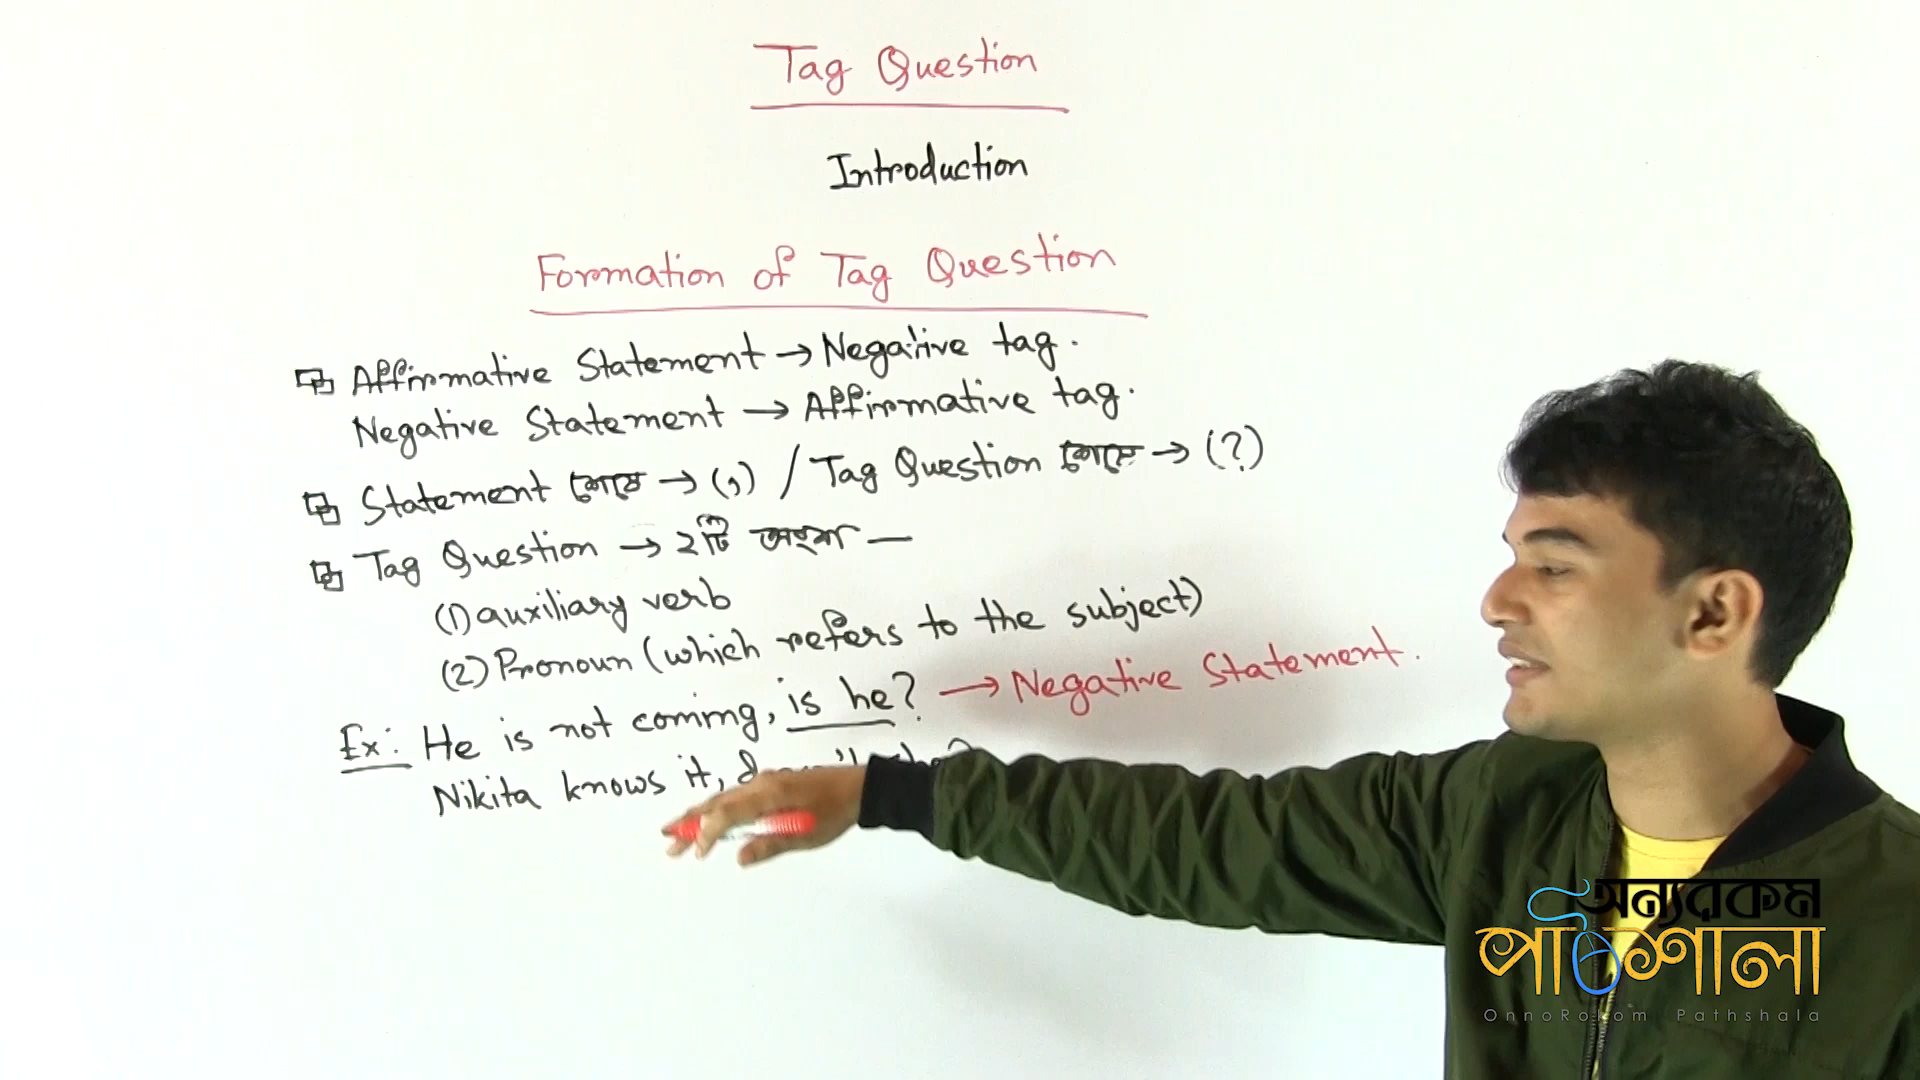 Tag Question
Introduction
Formation of Tag Question
Affirmative Statement → Negative tag.
Negative Statement → Affirmative tag.
Statement শেষে → (,) / Tag Question শেষে → (?)
Tag Question → ২টি অংশ —
(1) auxiliary verb
(2) Pronoun (which refers to the subject)
Ex: He is not coming, is he? → Negative Statement.
Nikita knows it,
অন্যরকম
পাঠশালা
OnnoRokom Pathshala